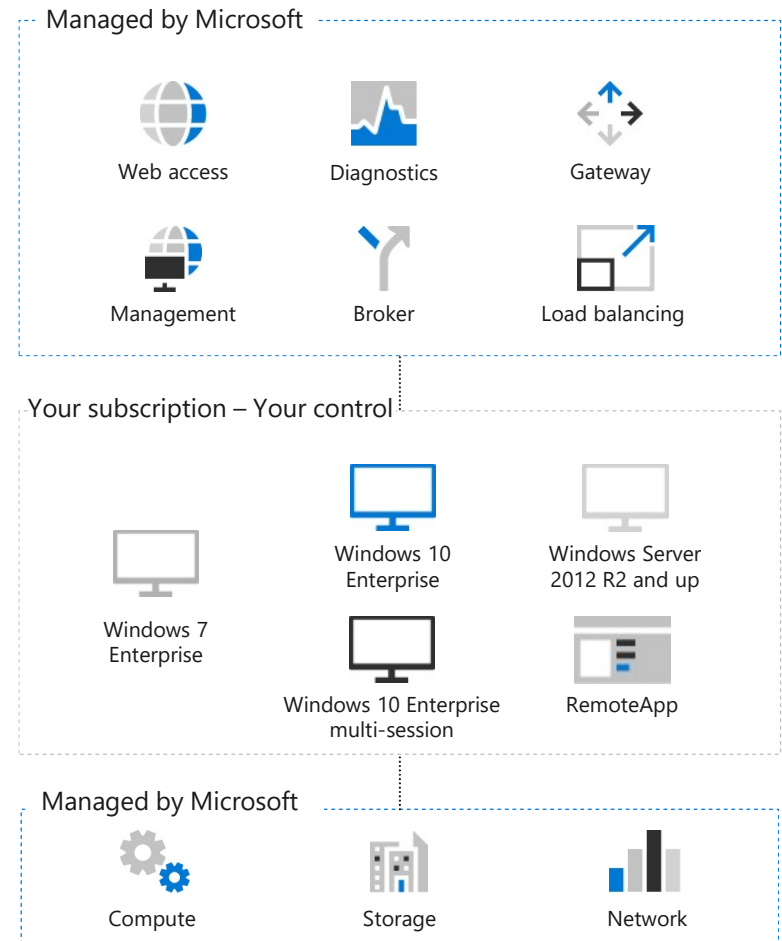 Managed by Microsoft
Web access
Diagnostics
Gateway
Management
Broker
Load balancing
Your subscription – Your control
Windows 7
Enterprise
Windows 10
Enterprise
Windows Server
2012 R2 and up
Windows 10 Enterprise
multi-session
RemoteApp
Managed by Microsoft
Compute
Storage
Network